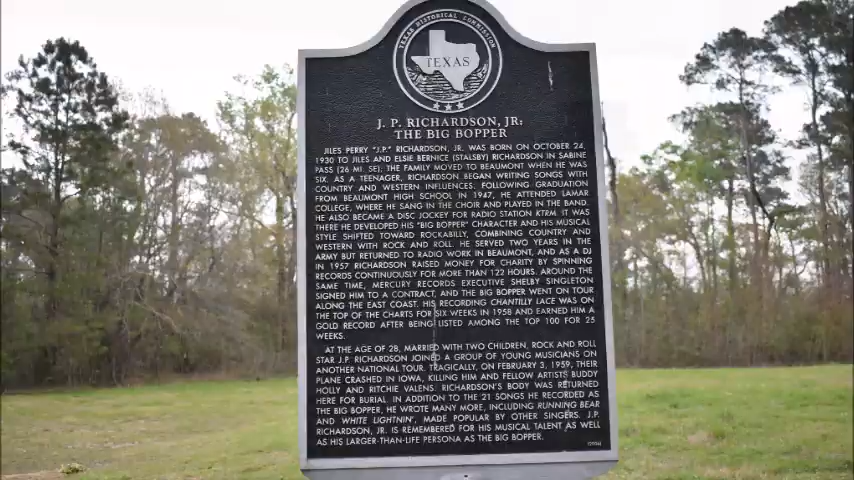 TEXAS HISTORICAL COMMISSION
TEXAS
J. P. RICHARDSON, JR:
THE BIG BOPPER
JILES PERRY "J.P." RICHARDSON, JR. WAS BORN ON OCTOBER 24,
1930 TO JILES AND ELSIE BERNICE (STALSBY) RICHARDSON IN SABINE
PASS (26 MI. SE). THE FAMILY MOVED TO BEAUMONT WHEN HE WAS
SIX. AS A TEENAGER, RICHARDSON BEGAN WRITING SONGS WITH
COUNTRY AND WESTERN INFLUENCES. FOLLOWING GRADUATION
FROM BEAUMONT HIGH SCHOOL IN 1947, HE ATTENDED LAMAR
COLLEGE, WHERE HE SANG IN THE CHOIR AND PLAYED IN THE BAND.
HE ALSO BECAME A DISC JOCKEY FOR RADIO STATION KTRM. IT WAS
THERE HE DEVELOPED HIS "BIG BOPPER" CHARACTER AND HIS MUSICAL
STYLE SHIFTED TOWARD ROCKABILLY, COMBINING COUNTRY AND
WESTERN WITH ROCK AND ROLL. HE SERVED TWO YEARS IN THE
ARMY BUT RETURNED TO RADIO WORK IN BEAUMONT, AND AS A DJ
IN 1957 RICHARDSON RAISED MONEY FOR CHARITY BY SPINNING
RECORDS CONTINUOUSLY FOR MORE THAN 122 HOURS. AROUND THE
SAME TIME, MERCURY RECORDS EXECUTIVE SHELBY SINGLETON
SIGNED HIM TO A CONTRACT, AND THE BIG BOPPER WENT ON TOUR
ALONG THE EAST COAST. HIS RECORDING CHANTILLY LACE WAS ON
THE TOP OF THE CHARTS FOR SIX WEEKS IN 1958 AND EARNED HIM A
GOLD RECORD AFTER BEING LISTED AMONG THE TOP 100 FOR 25
WEEKS.
AT THE AGE OF 28, MARRIED WITH TWO CHILDREN, ROCK AND ROLL
STAR J.P. RICHARDSON JOINED A GROUP OF YOUNG MUSICIANS ON
ANOTHER NATIONAL TOUR. TRAGICALLY, ON FEBRUARY 3, 1959, THEIR
PLANE CRASHED IN IOWA, KILLING HIM AND FELLOW ARTISTS BUDDY
HOLLY AND RITCHIE VALENS. RICHARDSON'S BODY WAS RETURNED
HERE FOR BURIAL. IN ADDITION TO THE 21 SONGS HE RECORDED AS
THE BIG BOPPER, HE WROTE MANY MORE, INCLUDING RUNNING BEAR
AND WHITE LIGHTNIN', MADE POPULAR BY OTHER SINGERS. J.P.
RICHARDSON, JR. IS REMEMBERED FOR HIS MUSICAL TALENT AS WELL
AS HIS LARGER-THAN-LIFE PERSONA AS THE BIG BOPPER.